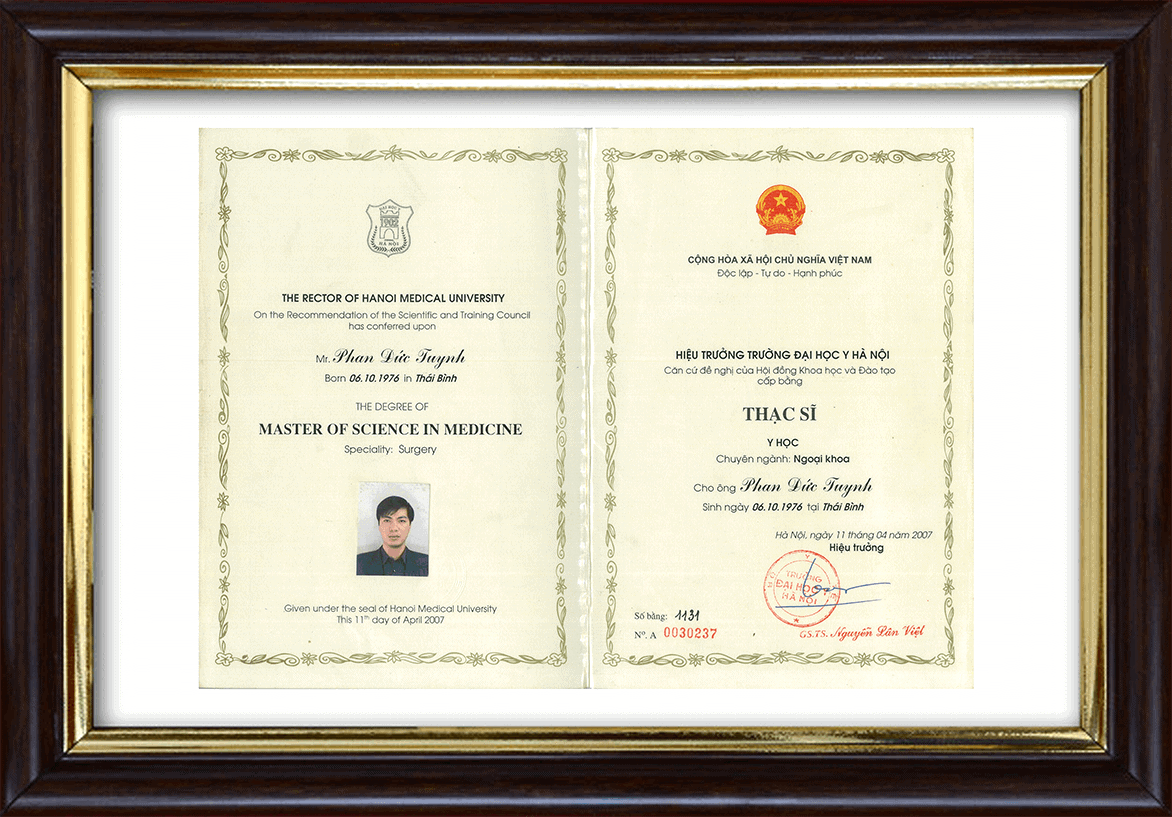 ĐẠI HỌC Y
1902
HÀ NỘI
THE RECTOR OF HANOI MEDICAL UNIVERSITY
On the Recommendation of the Scientific and Training Council
has conferred upon
Mr. Phan Đức Tuynh
Born 06.10.1976 in Thái Bình
THE DEGREE OF
MASTER OF SCIENCE IN MEDICINE
Speciality: Surgery
Given under the seal of Hanoi Medical University
This 11th day of April 2007
CỘNG HÒA XÃ HỘI CHỦ NGHĨA VIỆT NAM
Độc lập - Tự do - Hạnh phúc
HIỆU TRƯỞNG TRƯỜNG ĐẠI HỌC Y HÀ NỘI
Căn cứ đề nghị của Hội đồng Khoa học và Đào tạo
cấp bằng
THẠC SĨ
Y HỌC
Chuyên ngành: Ngoại khoa
Cho ông Phan Đức Tuynh
Sinh ngày 06.10.1976 tại Thái Bình
Hà Nội, ngày 11 tháng 04 năm 2007
Hiệu trưởng
TRƯỜNG
ĐẠI HỌC
HÀ NỘI
Số bằng: 1131
Nº. A 0030237
GS.TS. Nguyễn Lân Việt